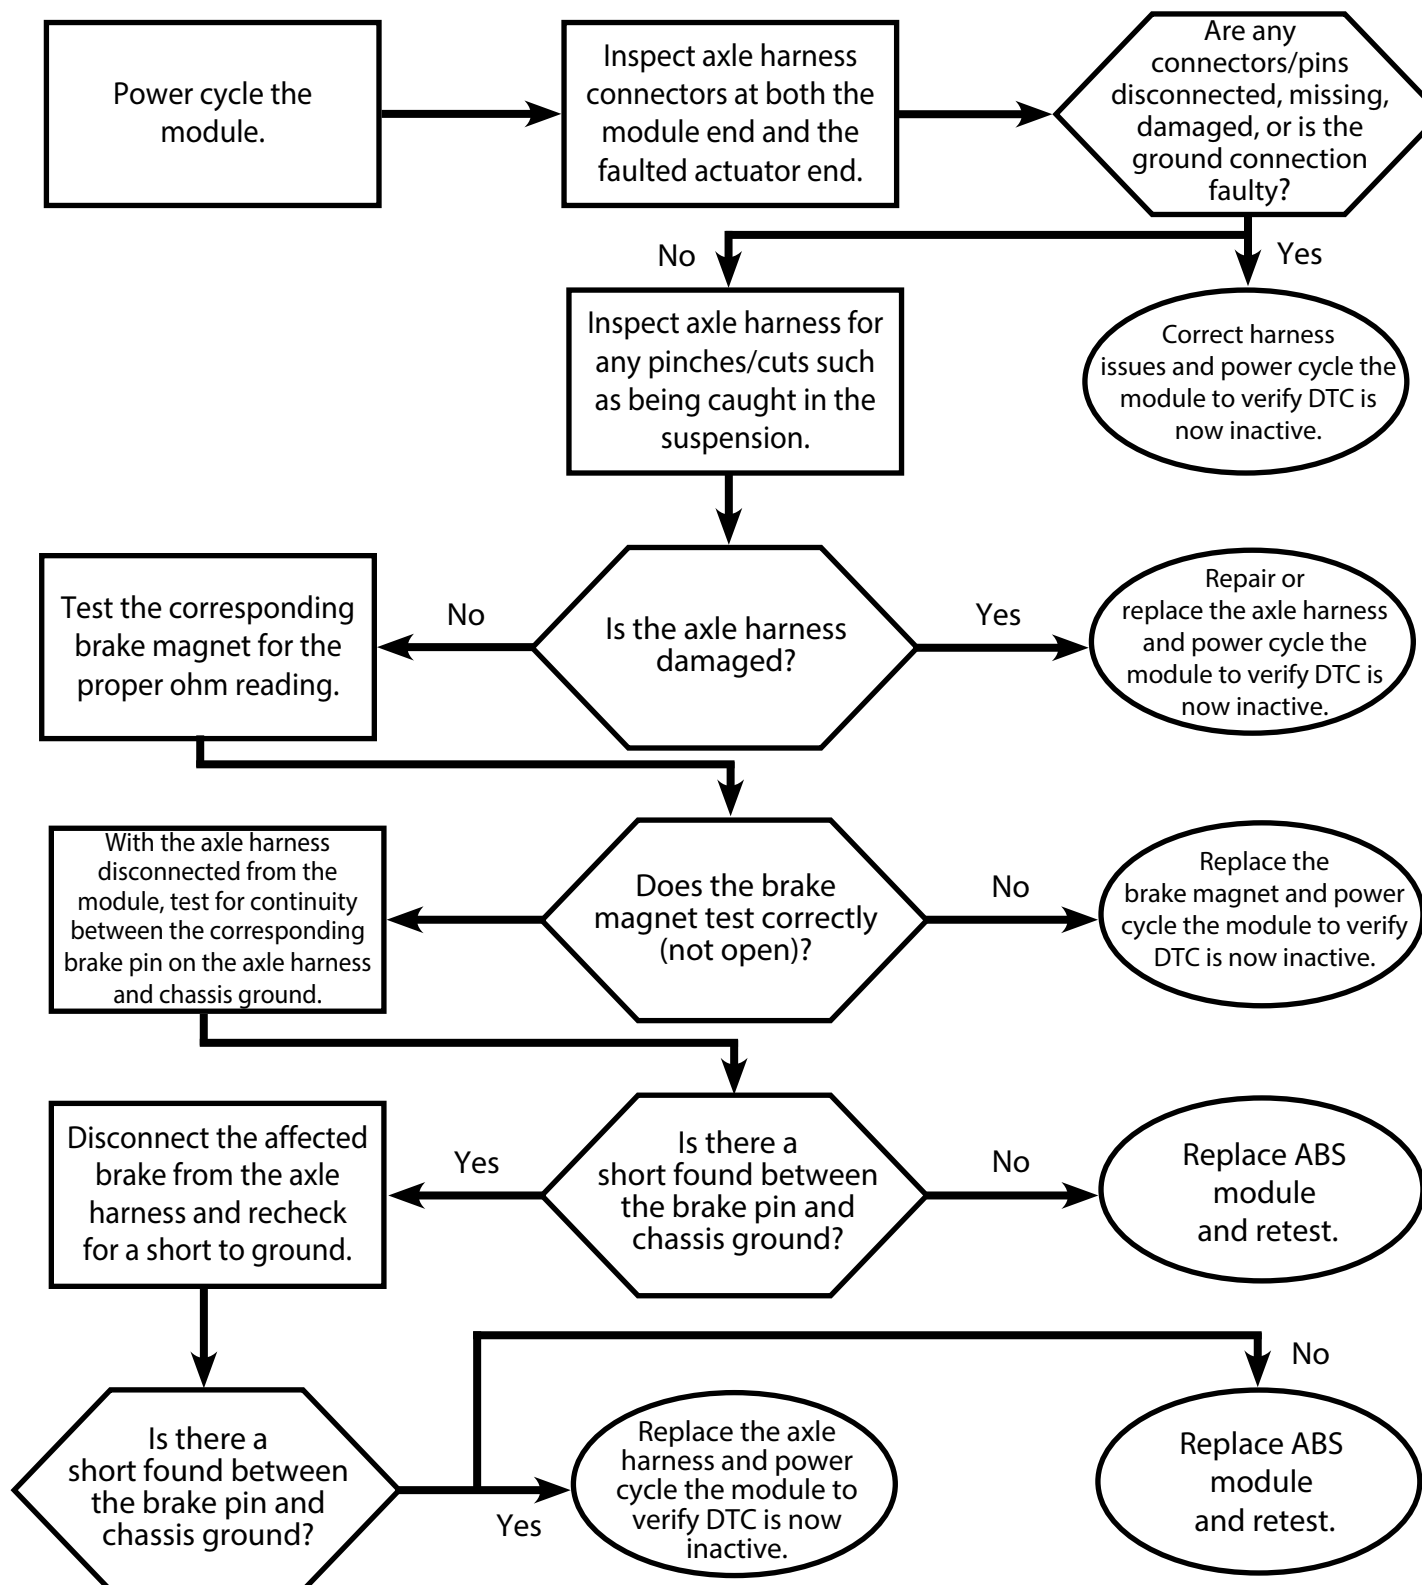 Power cycle the
module.
Inspect axle harness
connectors at both the
module end and the
faulted actuator end.
Are any
connectors/pins
disconnected, missing,
damaged, or is the
ground connection
faulty?
No
Yes
Inspect axle harness for
any pinches/cuts such
as being caught in the
suspension.
Correct harness
issues and power cycle the
module to verify DTC is
now inactive.
Test the corresponding
brake magnet for the
proper ohm reading.
No
Is the axle harness
damaged?
Yes
Repair or
replace the axle harness
and power cycle the
module to verify DTC is
now inactive.
With the axle harness
disconnected from the
module, test for continuity
between the corresponding
brake pin on the axle harness
and chassis ground.
Does the brake
magnet test correctly
(not open)?
No
Replace the
brake magnet and power
cycle the module to verify
DTC is now inactive.
Disconnect the affected
brake from the axle
harness and recheck
for a short to ground.
Yes
Is there a
short found between
the brake pin and
chassis ground?
No
Replace ABS
module
and retest.
Is there a
short found between
the brake pin and
chassis ground?
Yes
Replace the axle
harness and power
cycle the module to
verify DTC is now
inactive.
No
Replace ABS
module
and retest.